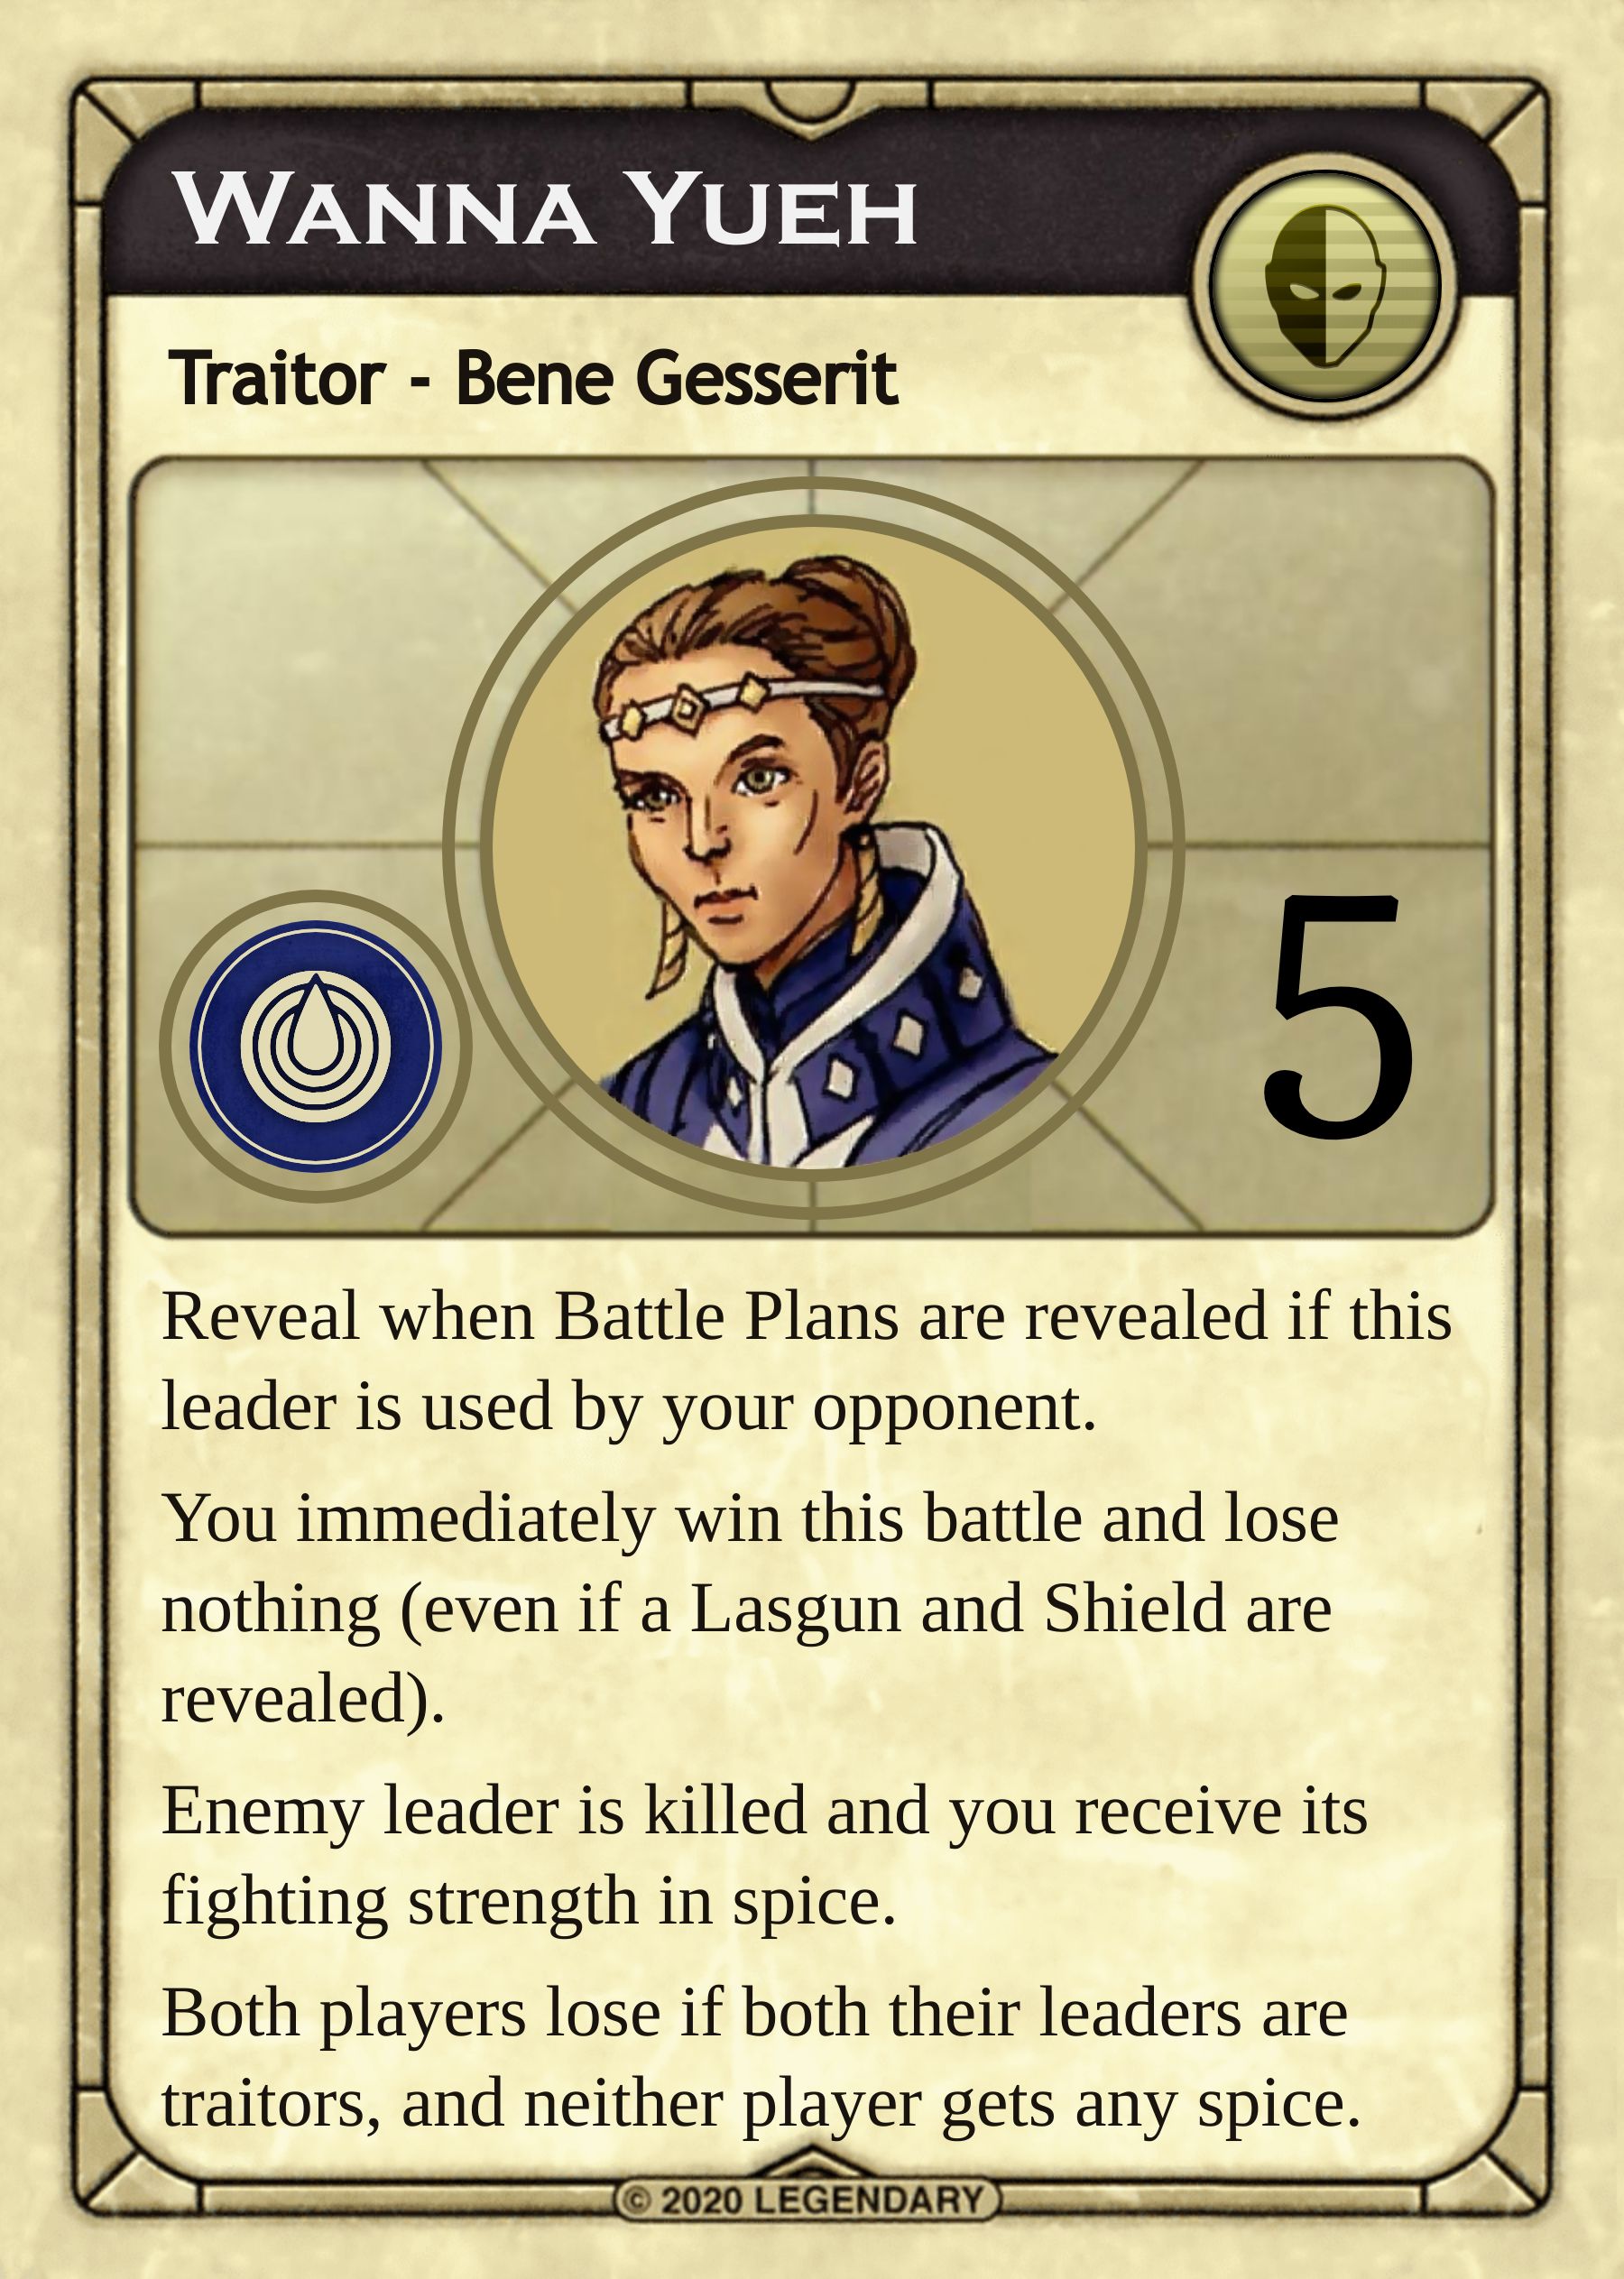 WANNA YUEH
Traitor - Bene Gesserit
5
Reveal when Battle Plans are revealed if this
leader is used by your opponent.
You immediately win this battle and lose
nothing (even if a Lasgun and Shield are
revealed).
Enemy leader is killed and you receive its
fighting strength in spice.
Both players lose if both their leaders are
traitors, and neither player gets any spice.
© 2020 LEGENDARY